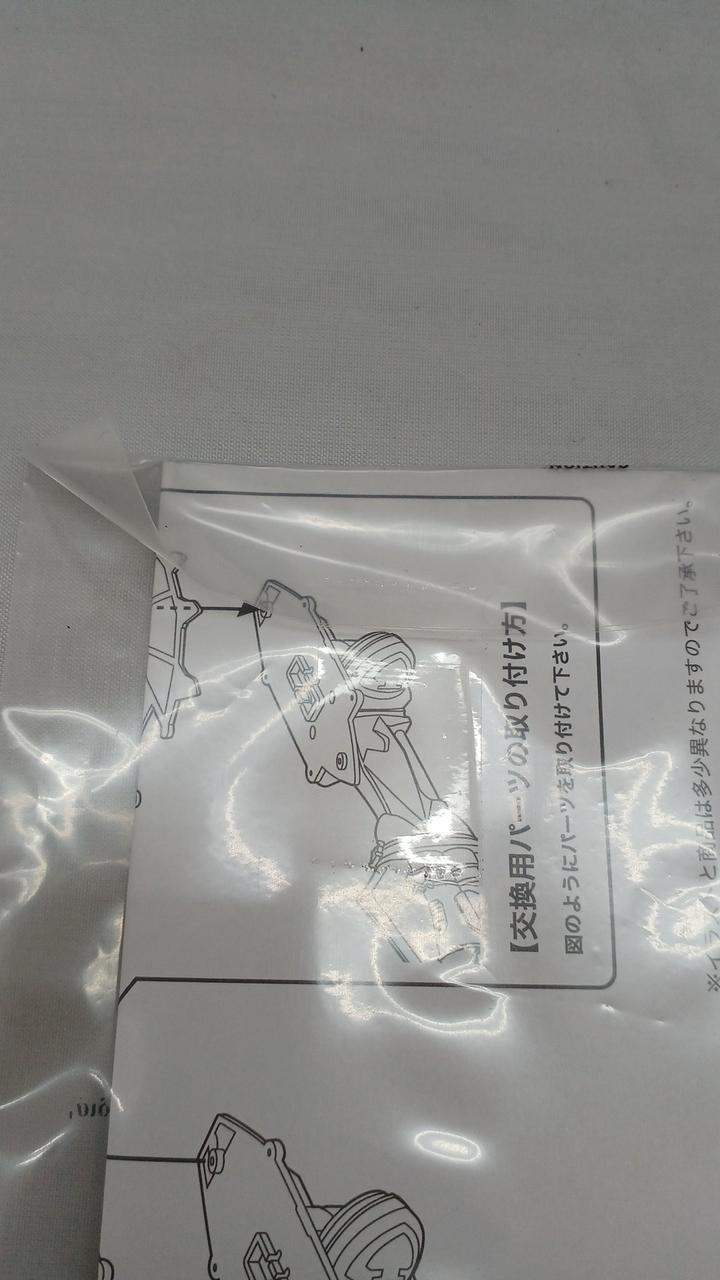 【交換用パーツの取り付け方】
図のようにパーツを取り付けて下さい。
と商品は多少異なりますのでご了承下さい。